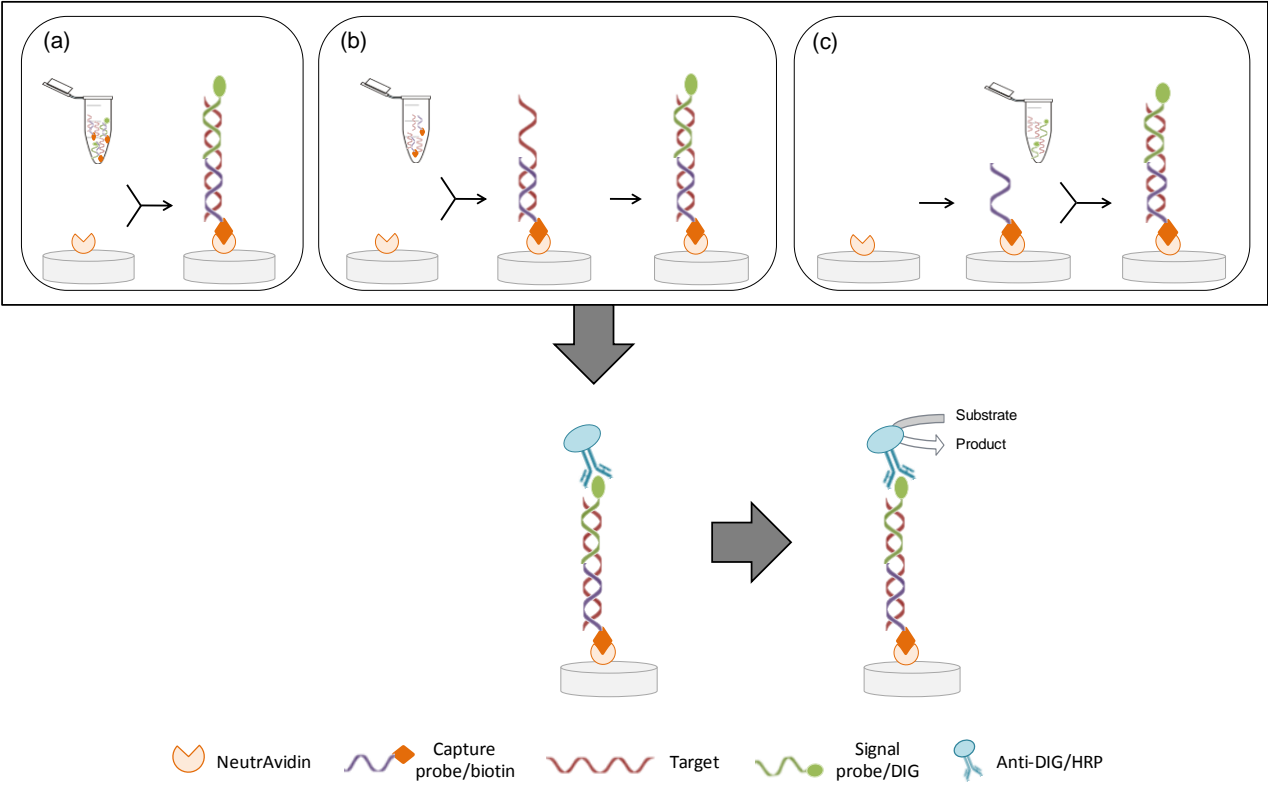 (a)
(b)
(c)
Substrate
Product
NeutrAvidin
Capture
probe/biotin
Target
Signal
probe/DIG
Anti-DIG/HRP